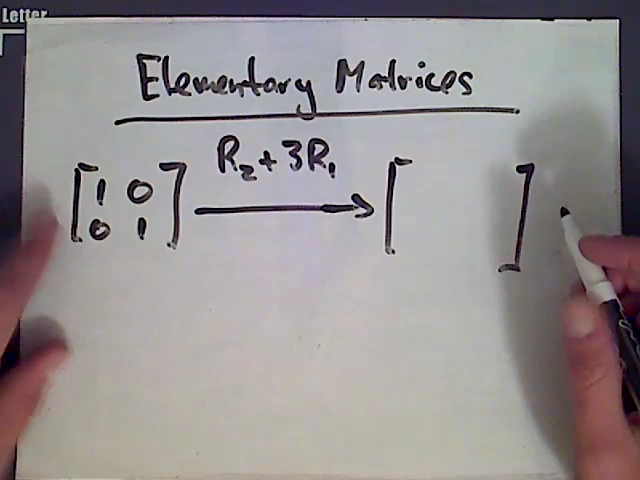 Letter
Elementary Matrices
R₂+3R₁
[1 0] → [ ]
[0 1]